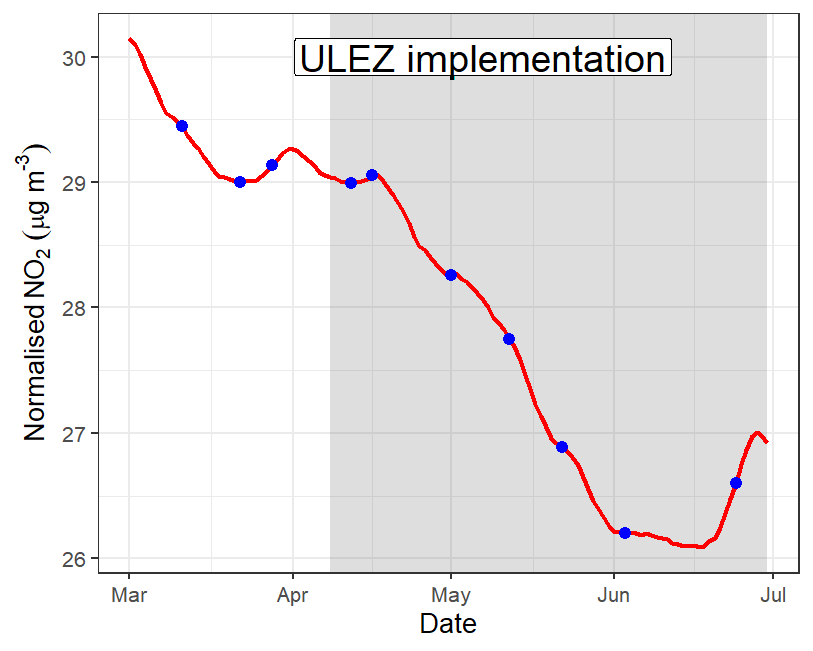 ULEZ implementation
30
29
28
27
26
Normalised NO₂ (μg m⁻³)
Mar Apr May Jun Jul
Date